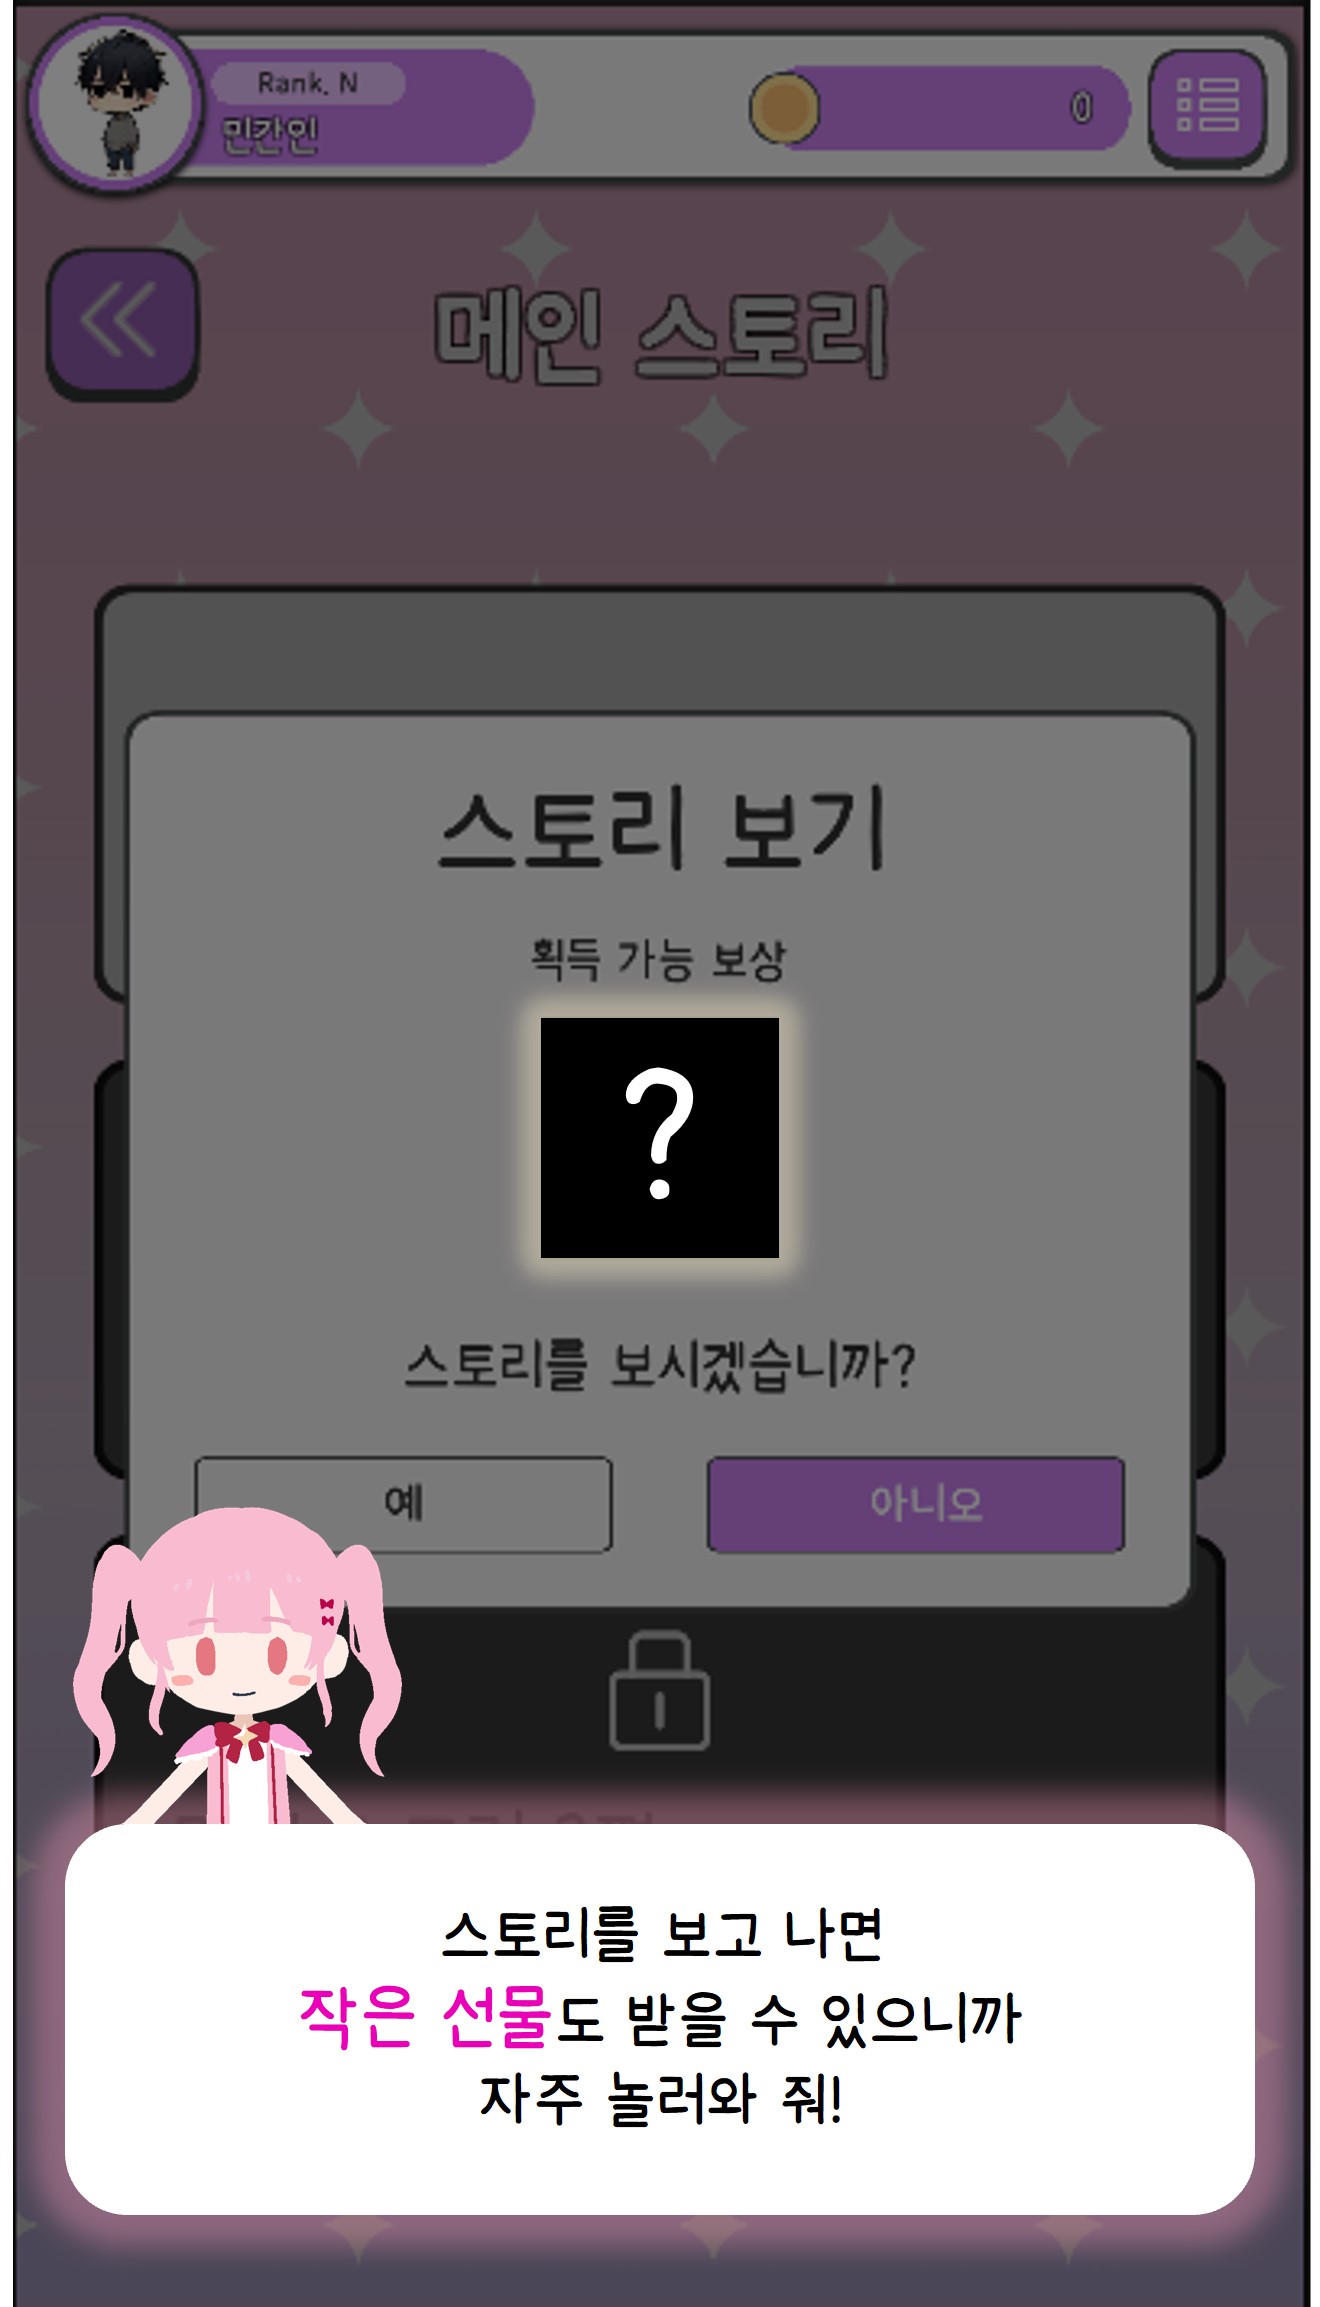 Rank. N
민간인
0
메인 스토리
스토리 보기
획득 가능 보상
?
스토리를 보시겠습니까?
예
아니오
스토리를 보고 나면
작은 선물도 받을 수 있으니까
자주 놀러와 줘!